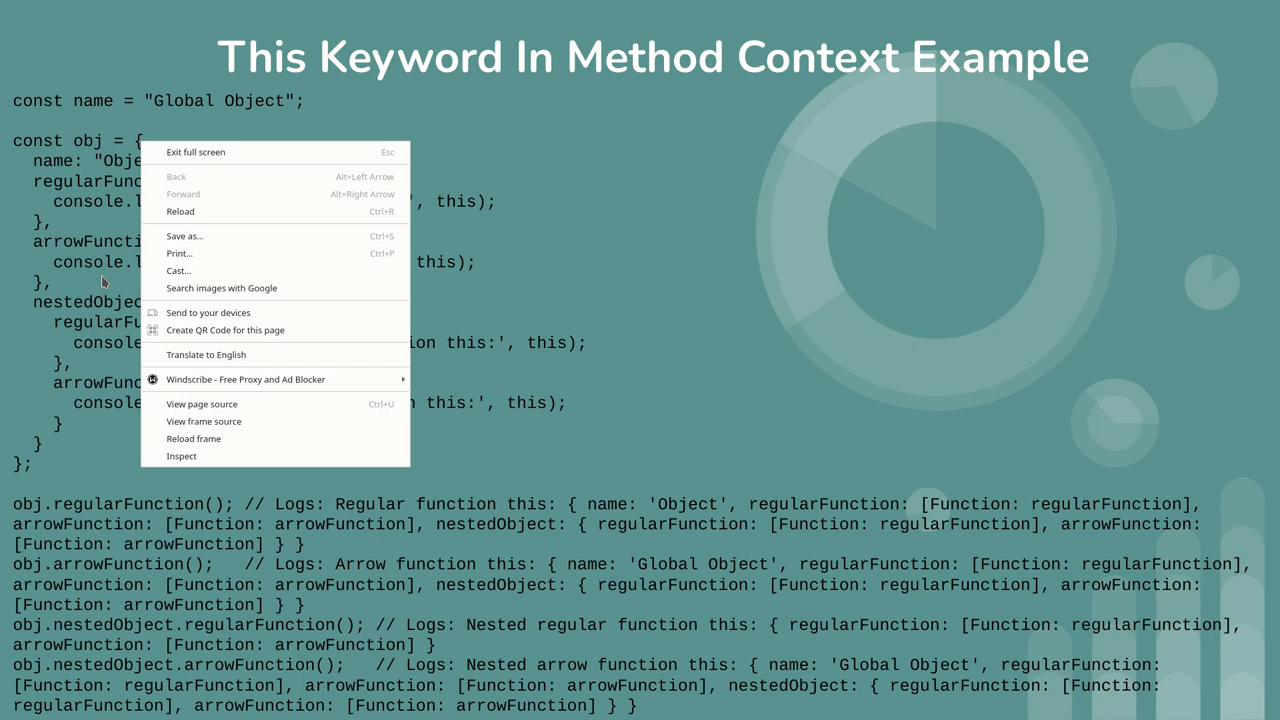 This Keyword In Method Context Example
const name = "Global Object";
const obj = {
name: "Obje
regularFunc
console.l ', this);
},
arrowFuncti
console.l this);
},
nestedObjec
regularFu
console ion this:', this);
},
arrowFunc
console n this:', this);
}
}
};
Exit full screen Esc
Back Alt+Left Arrow
Forward Alt+Right Arrow
Reload Ctrl+R
Save as... Ctrl+S
Print... Ctrl+P
Cast...
Search images with Google
Send to your devices
Create QR Code for this page
Translate to English
Windscribe - Free Proxy and Ad Blocker
View page source Ctrl+U
View frame source
Reload frame
Inspect
obj.regularFunction(); // Logs: Regular function this: { name: 'Object', regularFunction: [Function: regularFunction],
arrowFunction: [Function: arrowFunction], nestedObject: { regularFunction: [Function: regularFunction], arrowFunction:
[Function: arrowFunction] } }
obj.arrowFunction(); // Logs: Arrow function this: { name: 'Global Object', regularFunction: [Function: regularFunction],
arrowFunction: [Function: arrowFunction], nestedObject: { regularFunction: [Function: regularFunction], arrowFunction:
[Function: arrowFunction] } }
obj.nestedObject.regularFunction(); // Logs: Nested regular function this: { regularFunction: [Function: regularFunction],
arrowFunction: [Function: arrowFunction] }
obj.nestedObject.arrowFunction(); // Logs: Nested arrow function this: { name: 'Global Object', regularFunction:
[Function: regularFunction], arrowFunction: [Function: arrowFunction], nestedObject: { regularFunction: [Function:
regularFunction], arrowFunction: [Function: arrowFunction] } }